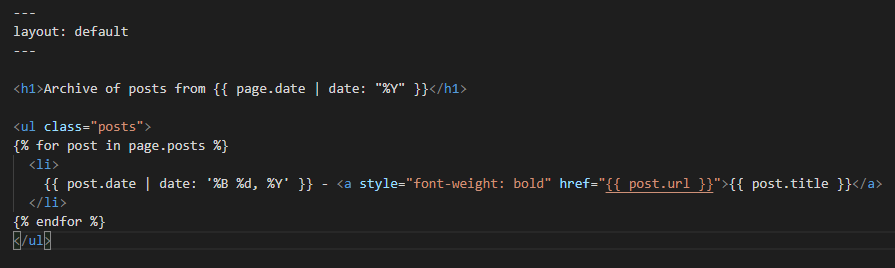 ---
layout: default
---
<h1>Archive of posts from {{ page.date | date: "%Y" }}</h1>
<ul class="posts">
{% for post in page.posts %}
<li>
{{ post.date | date: '%B %d, %Y' }} - <a style="font-weight: bold" href="{{ post.url }}">{{ post.title }}</a>
</li>
{% endfor %}
</ul>